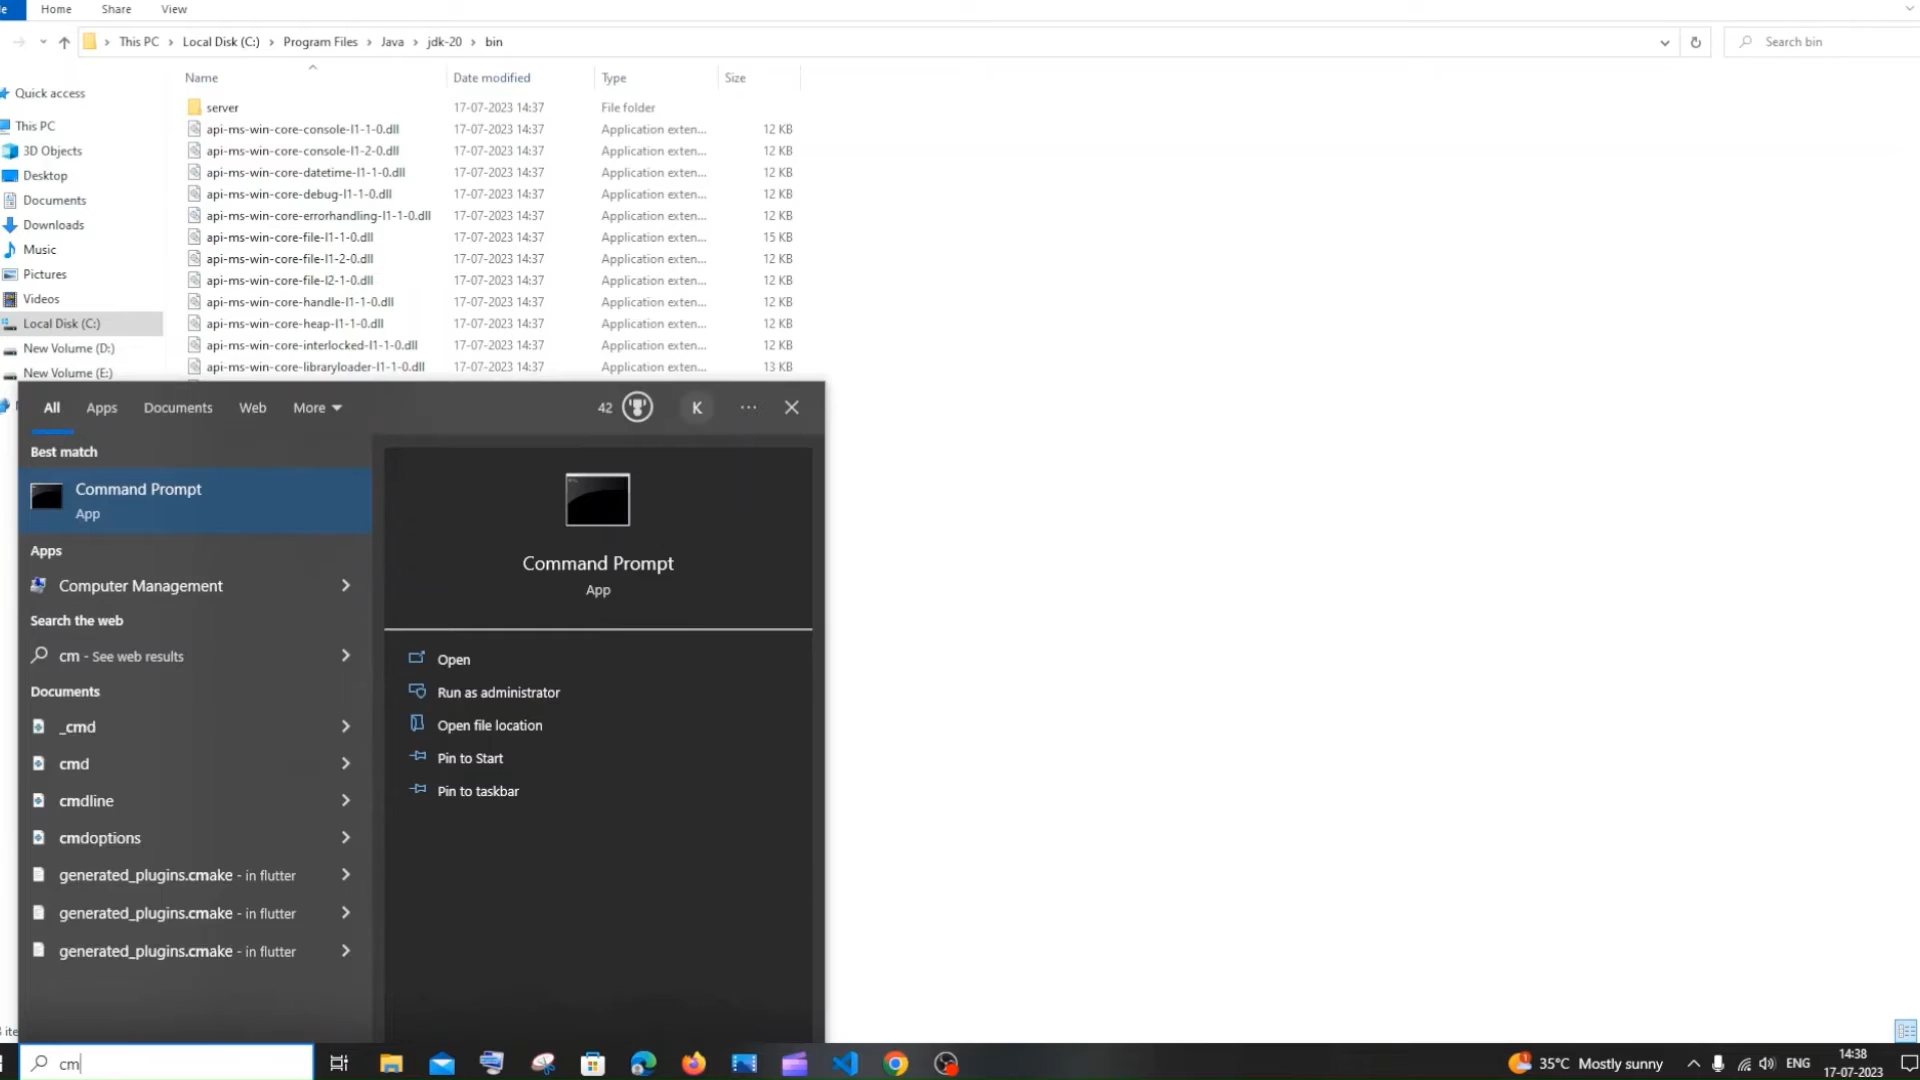 Home Share View
This PC > Local Disk (C:) > Program Files > Java > jdk-20 > bin
Search bin
Name Date modified Type Size
Quick access
This PC
3D Objects
Desktop
Documents
Downloads
Music
Pictures
Videos
Local Disk (C:)
New Volume (D:)
New Volume (E:)
server 17-07-2023 14:37 File folder
api-ms-win-core-console-l1-1-0.dll 17-07-2023 14:37 Application exten... 12 KB
api-ms-win-core-console-l1-2-0.dll 17-07-2023 14:37 Application exten... 12 KB
api-ms-win-core-datetime-l1-1-0.dll 17-07-2023 14:37 Application exten... 12 KB
api-ms-win-core-debug-l1-1-0.dll 17-07-2023 14:37 Application exten... 12 KB
api-ms-win-core-errorhandling-l1-1-0.dll 17-07-2023 14:37 Application exten... 12 KB
api-ms-win-core-file-l1-1-0.dll 17-07-2023 14:37 Application exten... 15 KB
api-ms-win-core-file-l1-2-0.dll 17-07-2023 14:37 Application exten... 12 KB
api-ms-win-core-file-l2-1-0.dll 17-07-2023 14:37 Application exten... 12 KB
api-ms-win-core-handle-l1-1-0.dll 17-07-2023 14:37 Application exten... 12 KB
api-ms-win-core-heap-l1-1-0.dll 17-07-2023 14:37 Application exten... 12 KB
api-ms-win-core-interlocked-l1-1-0.dll 17-07-2023 14:37 Application exten... 12 KB
api-ms-win-core-libraryloader-l1-1-0.dll 17-07-2023 14:37 Application exten... 13 KB
All Apps Documents Web More 42 K ...
Best match
Command Prompt
App
Apps
Computer Management
Search the web
cm - See web results
Documents
_cmd
cmd
cmdline
cmdoptions
generated_plugins.cmake - in flutter
generated_plugins.cmake - in flutter
generated_plugins.cmake - in flutter
Command Prompt
App
Open
Run as administrator
Open file location
Pin to Start
Pin to taskbar
cm
35°C Mostly sunny
ENG
14:38
17-07-2023